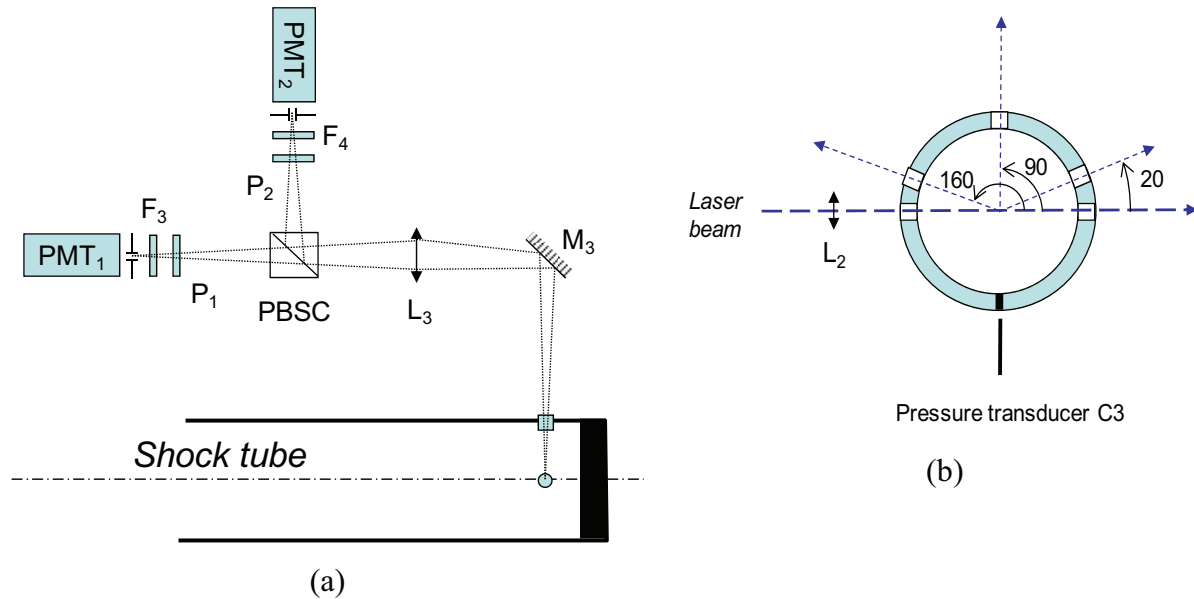 PMT2
F4
P2
F3
PMT1
P1
PBSC
L3
M3
Shock tube
(a)
90
160
20
Laser
beam
L2
Pressure transducer C3
(b)